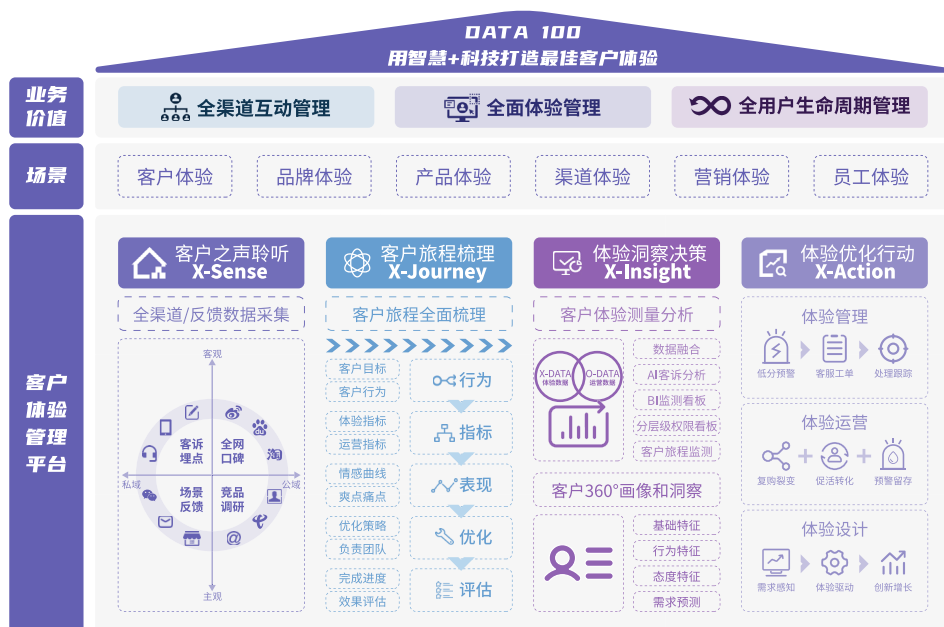 DATA 100
用智慧+科技打造最佳客户体验
业务
价值
全渠道互动管理
全面体验管理
全用户生命周期管理
场景
客户体验
品牌体验
产品体验
渠道体验
营销体验
员工体验
客户
体验
管理
平台
客户之声聆听
X-Sense
全渠道/反馈数据采集
客观
客诉
埋点
全网
口碑
私域
公域
场景
反馈
竞品
调研
主观
淘
@
客户旅程梳理
X-Journey
客户旅程全面梳理
客户目标
客户行为
行为
体验指标
运营指标
指标
情感曲线
爽点痛点
表现
优化策略
负责团队
优化
完成进度
效果评估
评估
体验洞察决策
X-Insight
客户体验测量分析
X-DATA
体验数据
O-DATA
运营数据
数据融合
AI客诉分析
BI监测看板
分层级权限看板
客户旅程监测
客户360°画像和洞察
基础特征
行为特征
态度特征
需求预测
体验优化行动
X-Action
体验管理
低分预警
客服工单
处理跟踪
体验运营
复购裂变
促活转化
预警留存
体验设计
需求感知
体验驱动
创新增长